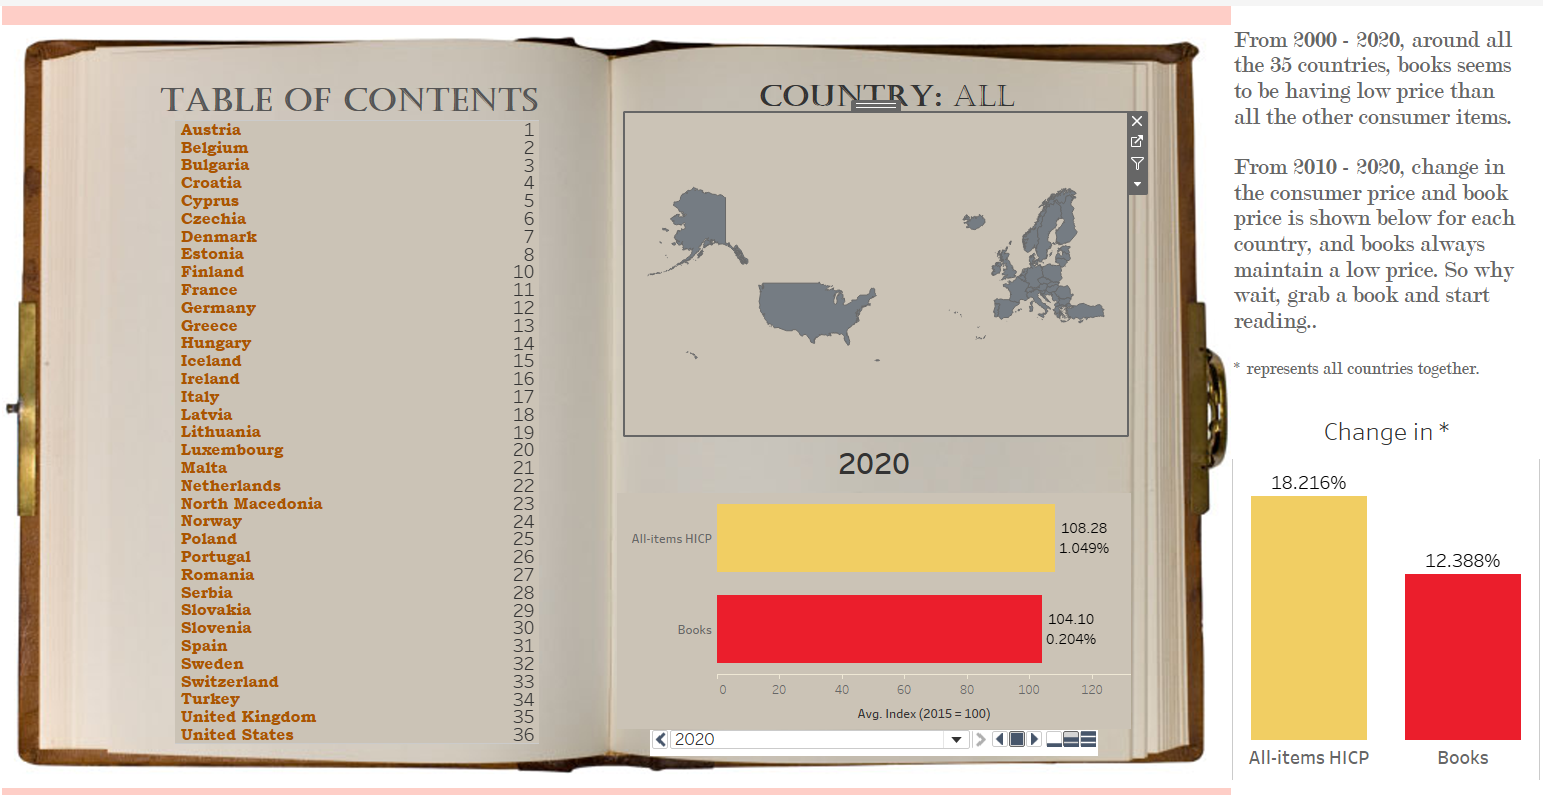 TABLE OF CONTENTS
Austria 1
Belgium 2
Bulgaria 3
Croatia 4
Cyprus 5
Czechia 6
Denmark 7
Estonia 8
Finland 10
France 11
Germany 12
Greece 13
Hungary 14
Iceland 15
Ireland 16
Italy 17
Latvia 18
Lithuania 19
Luxembourg 20
Malta 21
Netherlands 22
North Macedonia 23
Norway 24
Poland 25
Portugal 26
Romania 27
Serbia 28
Slovakia 29
Slovenia 30
Spain 31
Sweden 32
Switzerland 33
Turkey 34
United Kingdom 35
United States 36
COUNTRY: ALL
2020
All-items HICP
108.28
1.049%
Books
104.10
0.204%
0 20 40 60 80 100 120
Avg. Index (2015 = 100)
2020
From 2000 - 2020, around all
the 35 countries, books seems
to be having low price than
all the other consumer items.
From 2010 - 2020, change in
the consumer price and book
price is shown below for each
country, and books always
maintain a low price. So why
wait, grab a book and start
reading..
* represents all countries together.
Change in *
18.216%
12.388%
All-items HICP
Books